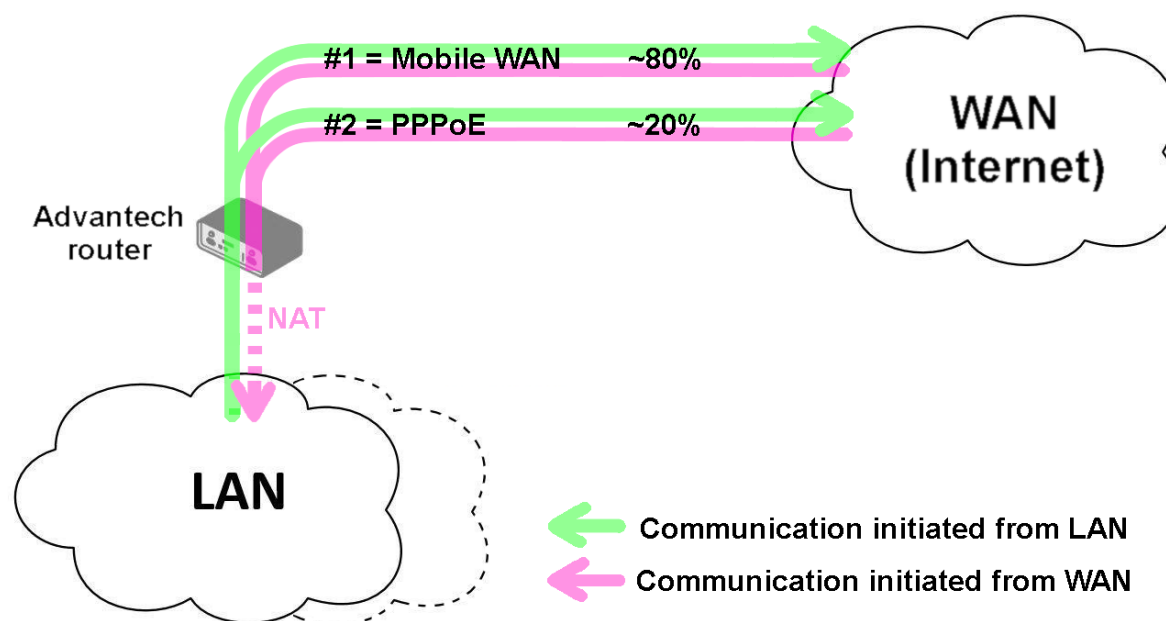 #1 = Mobile WAN ~80%
#2 = PPPoE ~20%
WAN
(Internet)
Advantech
router
NAT
LAN
Communication initiated from LAN
Communication initiated from WAN